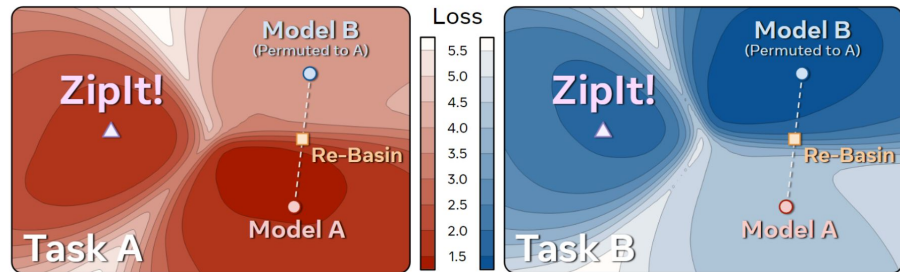 Model B
(Permuted to A)
ZipIt!
Re-Basin
Model A
Task A
Loss
5.5
5.0
4.5
4.0
3.5
3.0
2.5
2.0
1.5
Model B
(Permuted to A)
ZipIt!
Re-Basin
Model A
Task B